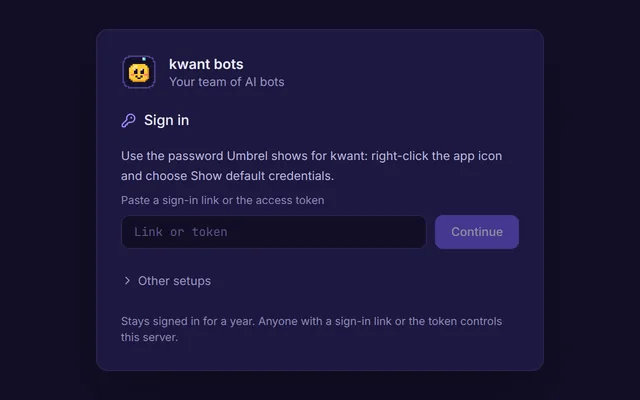 kwant bots
Your team of AI bots
Sign in
Use the password Umbrel shows for kwant: right-click the app icon
and choose Show default credentials.
Paste a sign-in link or the access token
Link or token
Continue
Other setups
Stays signed in for a year. Anyone with a sign-in link or the token controls
this server.